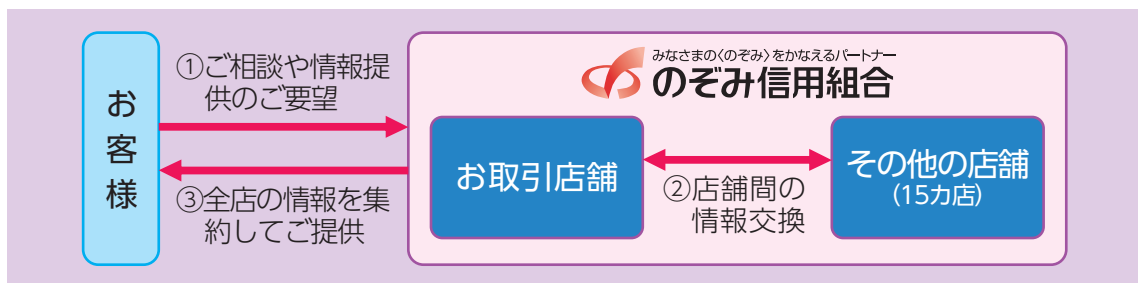 お客様
①ご相談や情報提
供のご要望
③全店の情報を集
約してご提供
みなさまの〈のぞみ〉をかなえるパートナー
のぞみ信用組合
お取引店舗
②店舗間の
情報交換
その他の店舗
(15カ店)